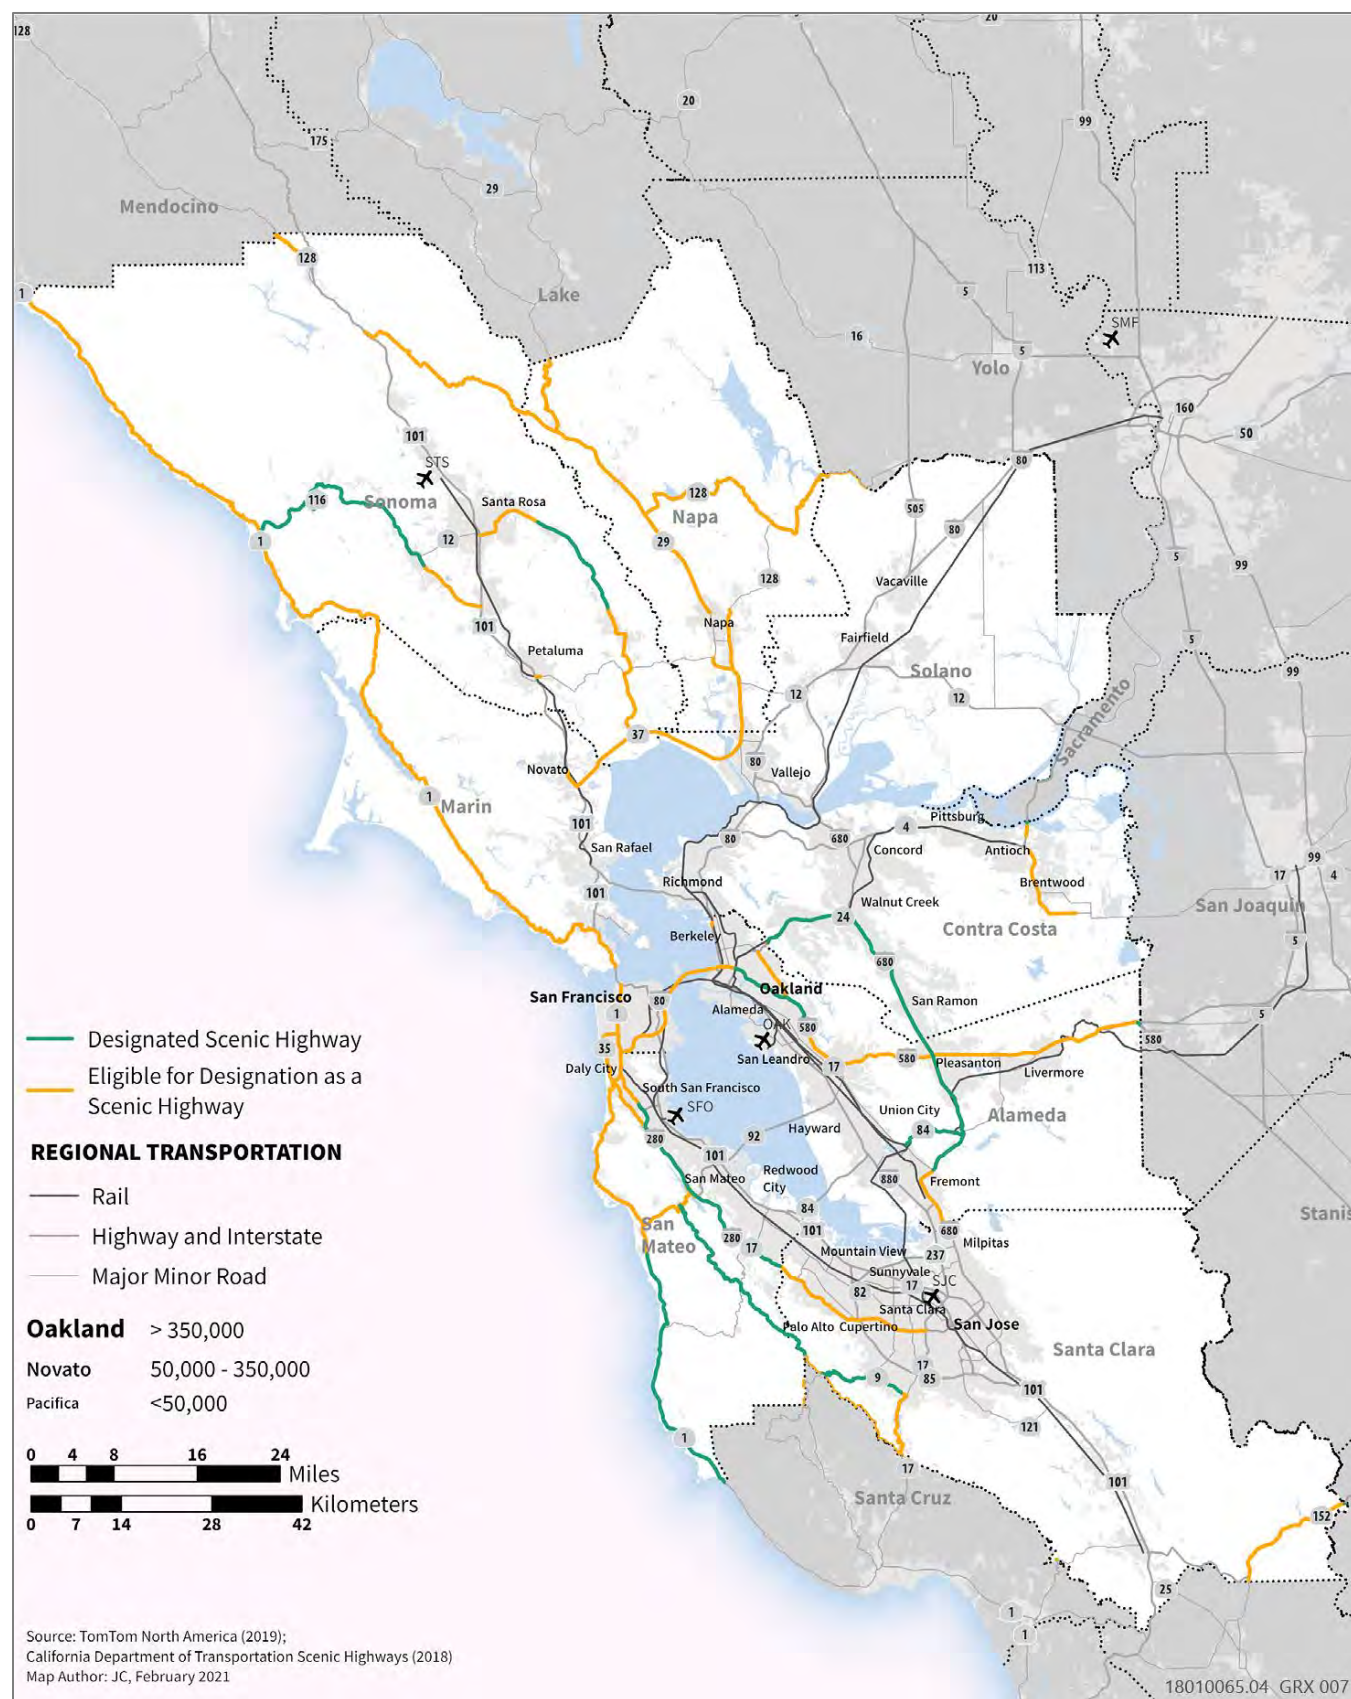 128
20
20
99
175
29
Mendocino
128
113
1
Lake
5
SMF
16
5
Yolo
160
101
50
STS
80
116
Sonoma
Santa Rosa
128
Napa
505
80
1
12
29
5
99
128
Vacaville
101
Napa
Fairfield
5
Petaluma
Solano
99
12
12
Sacramento
37
80
Vallejo
Novato
1
Marin
101
Pittsburg
4
80
680
San Rafael
Concord
Antioch
99
17
4
101
Richmond
Brentwood
Walnut Creek
24
San Joaquin
Berkeley
Contra Costa
5
680
San Francisco
80
Oakland
San Ramon
1
Alameda
5
OAK
580
Designated Scenic Highway
35
580
580
San Leandro
17
Pleasanton
Daly City
Livermore
Eligible for Designation as a
Scenic Highway
South San Francisco
SFO
Union City
Alameda
84
Hayward
92
280
101
REGIONAL TRANSPORTATION
San Mateo
Redwood
City
880
Fremont
Rail
84
San
Mateo
280
17
101
680
Milpitas
Stanis
Highway and Interstate
Mountain View
237
Sunnyvale
Major Minor Road
17
SJC
82
Santa Clara
Oakland > 350,000
Palo Alto
Cupertino
San Jose
Santa Clara
Novato 50,000 - 350,000
17
85
9
101
Pacifica <50,000
121
1
0 4 8 16 24
Miles
17
101
Kilometers
Santa Cruz
152
0 7 14 28 42
25
1
1
Source: TomTom North America (2019);
California Department of Transportation Scenic Highways (2018)
Map Author: JC, February 2021
18010065.04 GRX 007